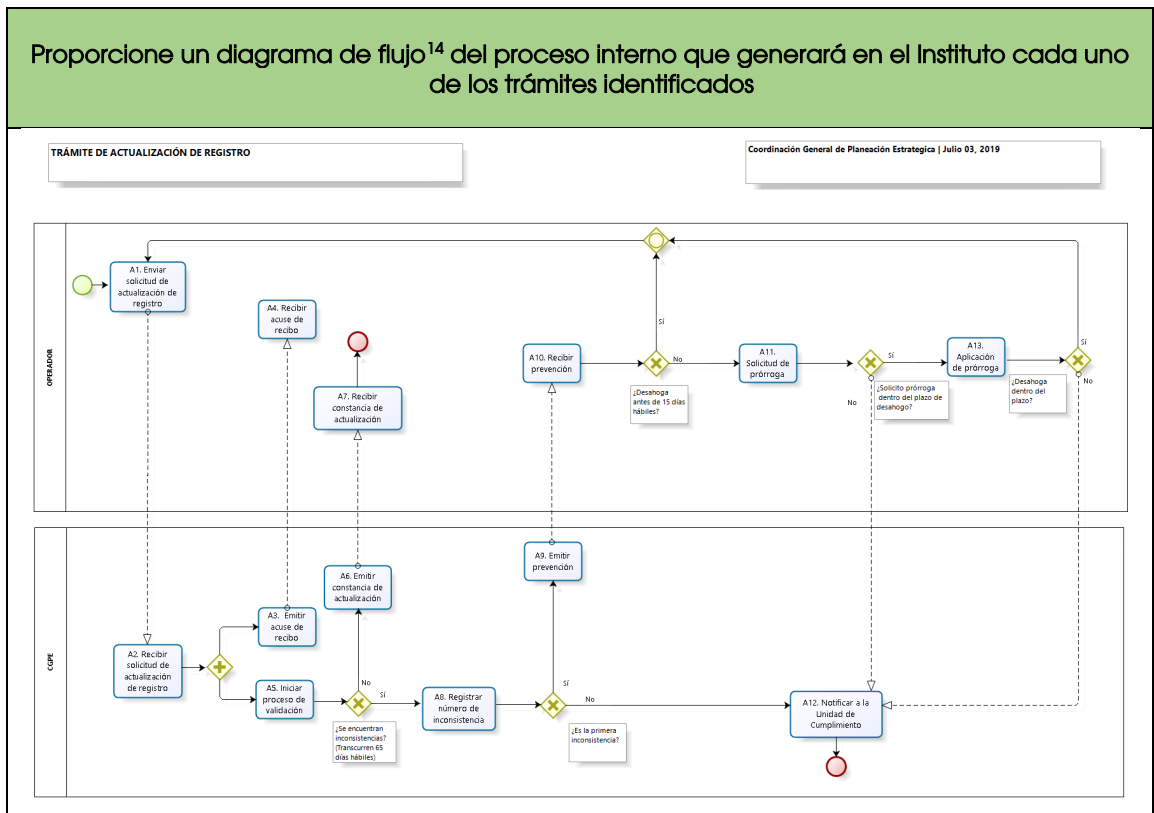 Proporcione un diagrama de flujo14 del proceso interno que generará en el Instituto cada uno
de los trámites identificados
TRÁMITE DE ACTUALIZACIÓN DE REGISTRO
Coordinación General de Planeación Estrategica | Julio 03, 2019
OPERADOR
A1. Enviar
solicitud de
actualización de
registro
A4. Recibir
acuse de
recibo
A7. Recibir
constancia de
actualización
A10. Recibir
prevención
Sí
No
¿Desahoga
antes de 15 días
hábiles?
A11.
Solicitud de
prórroga
Sí
No
¿Solicito prórroga
dentro del plazo de
desahogo?
A13.
Aplicación
de prórroga
Sí
No
¿Desahoga
dentro del
plazo?
CGPE
A2. Recibir
solicitud de
actualización
de registro
A3. Emitir
acuse de
recibo
A5. Iniciar
proceso de
validación
A6. Emitir
constancia de
actualización
No
Sí
¿Se encuentran
inconsistencias?
(Transcurren 65
días hábiles)
A8. Registrar
número de
inconsistencia
A9. Emitir
prevención
Sí
No
¿Es la primera
inconsistencia?
A12. Notificar a la
Unidad de
Cumplimiento